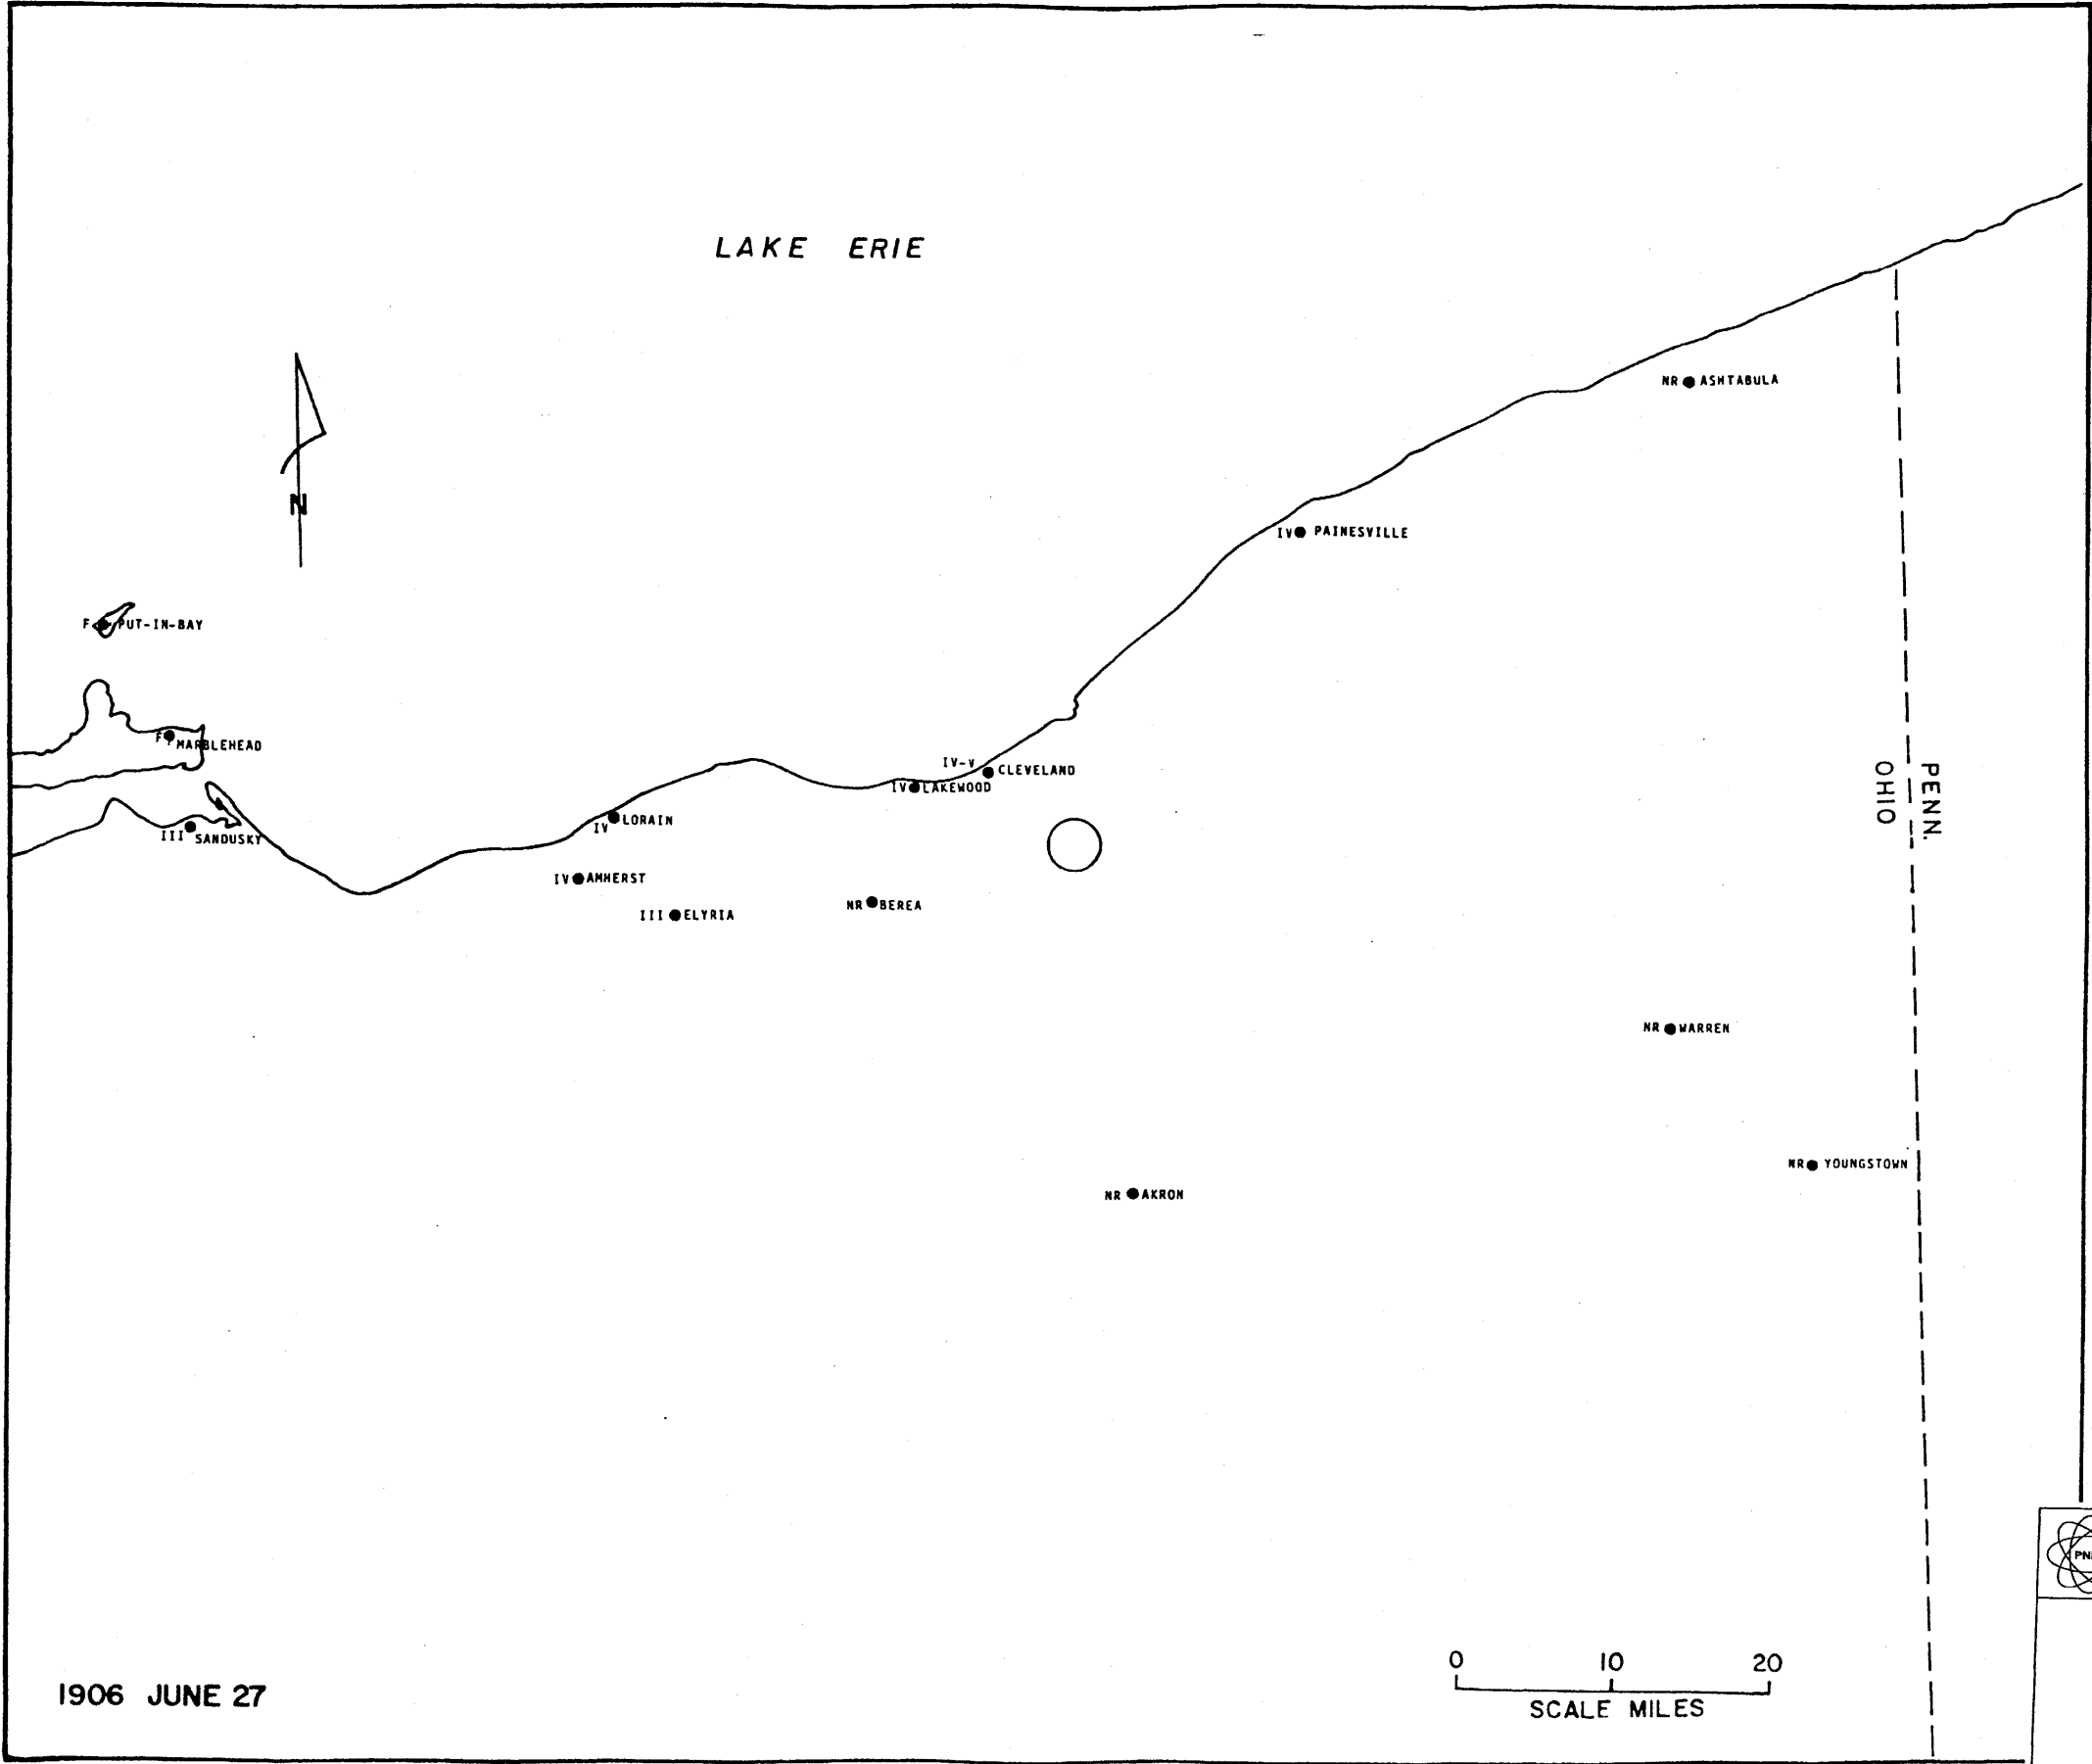 LAKE ERIE
NR ASHTABULA
N
IV PAINESVILLE
F PUT-IN-BAY
F MARBLEHEAD
IV-V CLEVELAND
IV LAKEWOOD
PENN.
OHIO
IV LORAIN
III SANDUSKY
IV AMHERST
NR BEREA
III ELYRIA
NR WARREN
NR YOUNGSTOWN
NR AKRON
0 10 20
SCALE MILES
1906 JUNE 27